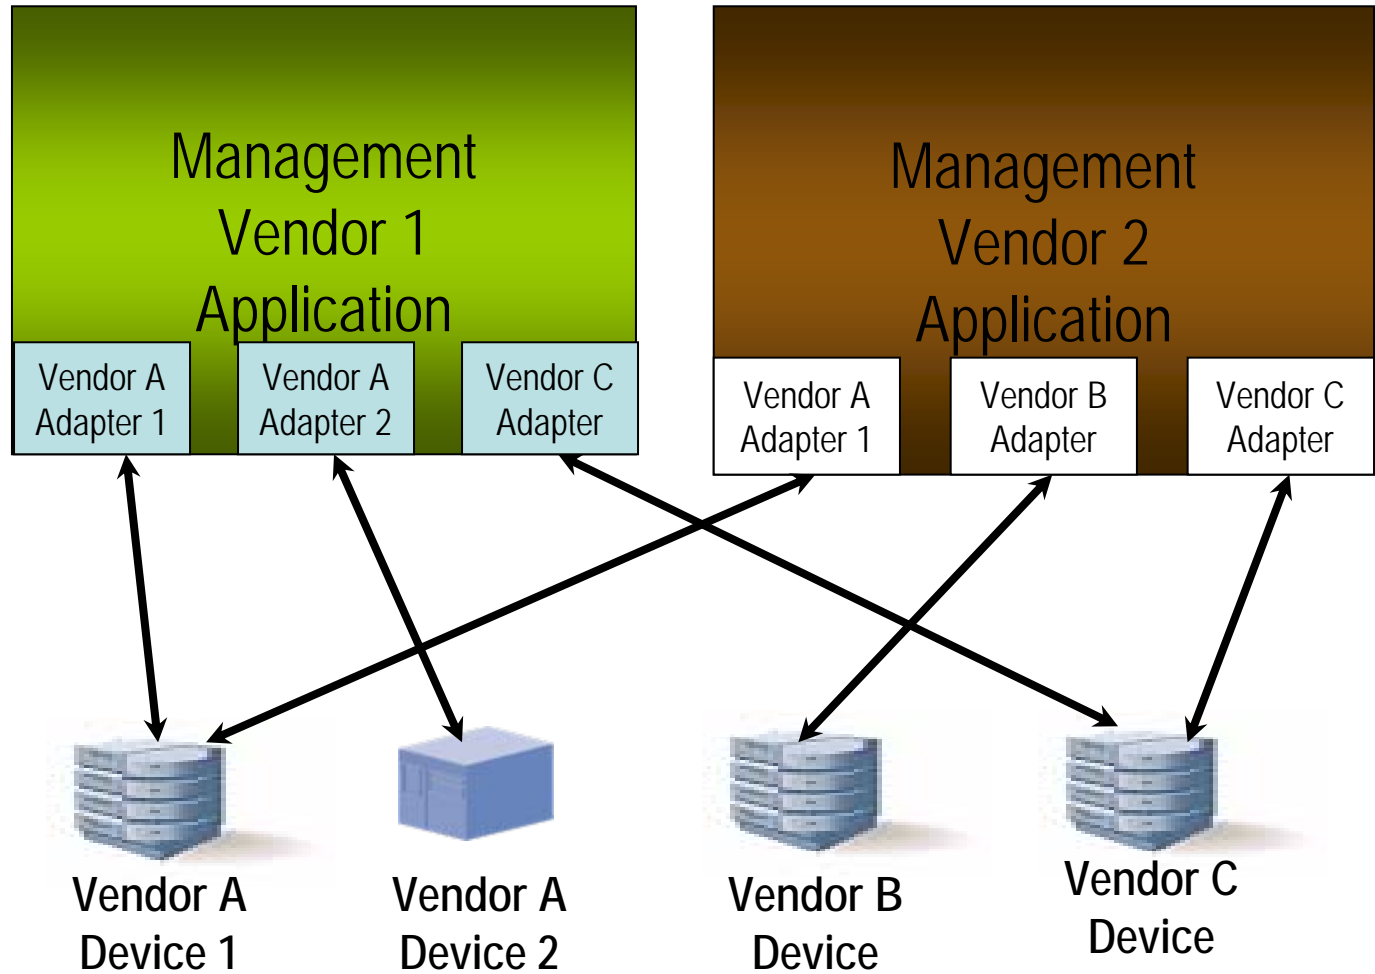 Management
Vendor 1
Application
Vendor A
Adapter 1
Vendor A
Adapter 2
Vendor C
Adapter
Management
Vendor 2
Application
Vendor A
Adapter 1
Vendor B
Adapter
Vendor C
Adapter
Vendor A
Device 1
Vendor A
Device 2
Vendor B
Device
Vendor C
Device